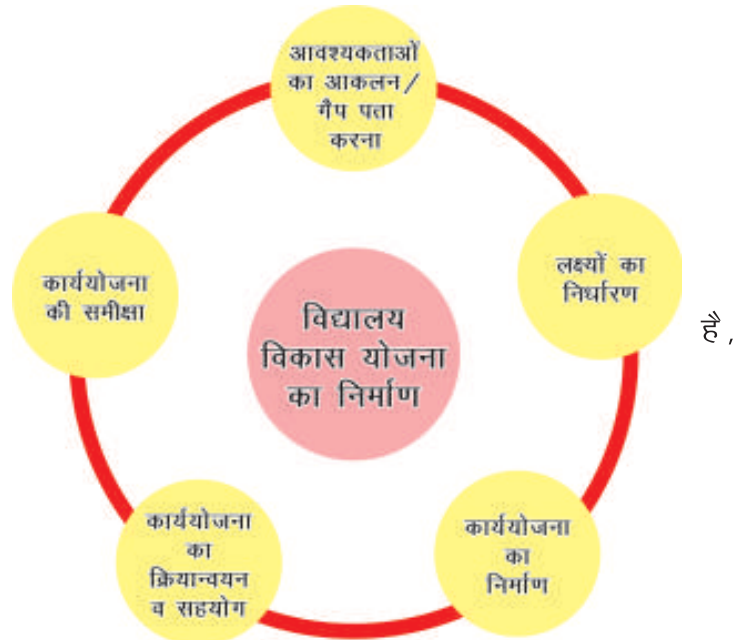 आवश्यकताओं
का आकलन/
गैप पता
करना
लक्ष्यों का
निर्धारण
कार्ययोजना
का
निर्माण
कार्ययोजना
का
क्रियान्वयन
व सहयोग
कार्ययोजना
की समीक्षा
विद्यालय
विकास योजना
का निर्माण
है ,